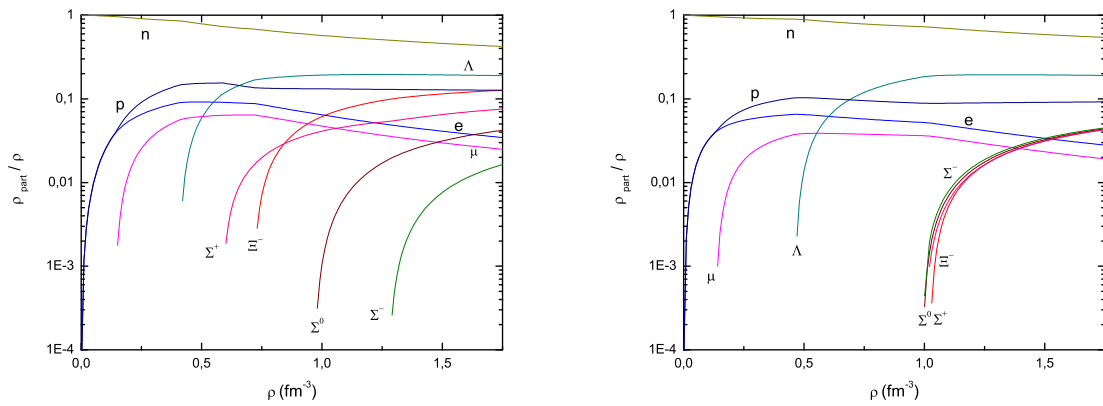 1
n
Λ
p
0,1
e
μ
ρ part / ρ
0,01
Σ⁺
Ξ⁻
1E-3
Σ⁰
Σ⁻
1E-4
0,0 0,5 1,0 1,5
ρ (fm⁻³)
1
n
Λ
p
0,1
e
ρ part / ρ
Σ⁻
0,01
Λ
Ξ⁻
1E-3
μ
Σ⁰ Σ⁺
1E-4
0,0 0,5 1,0 1,5
ρ (fm⁻³)